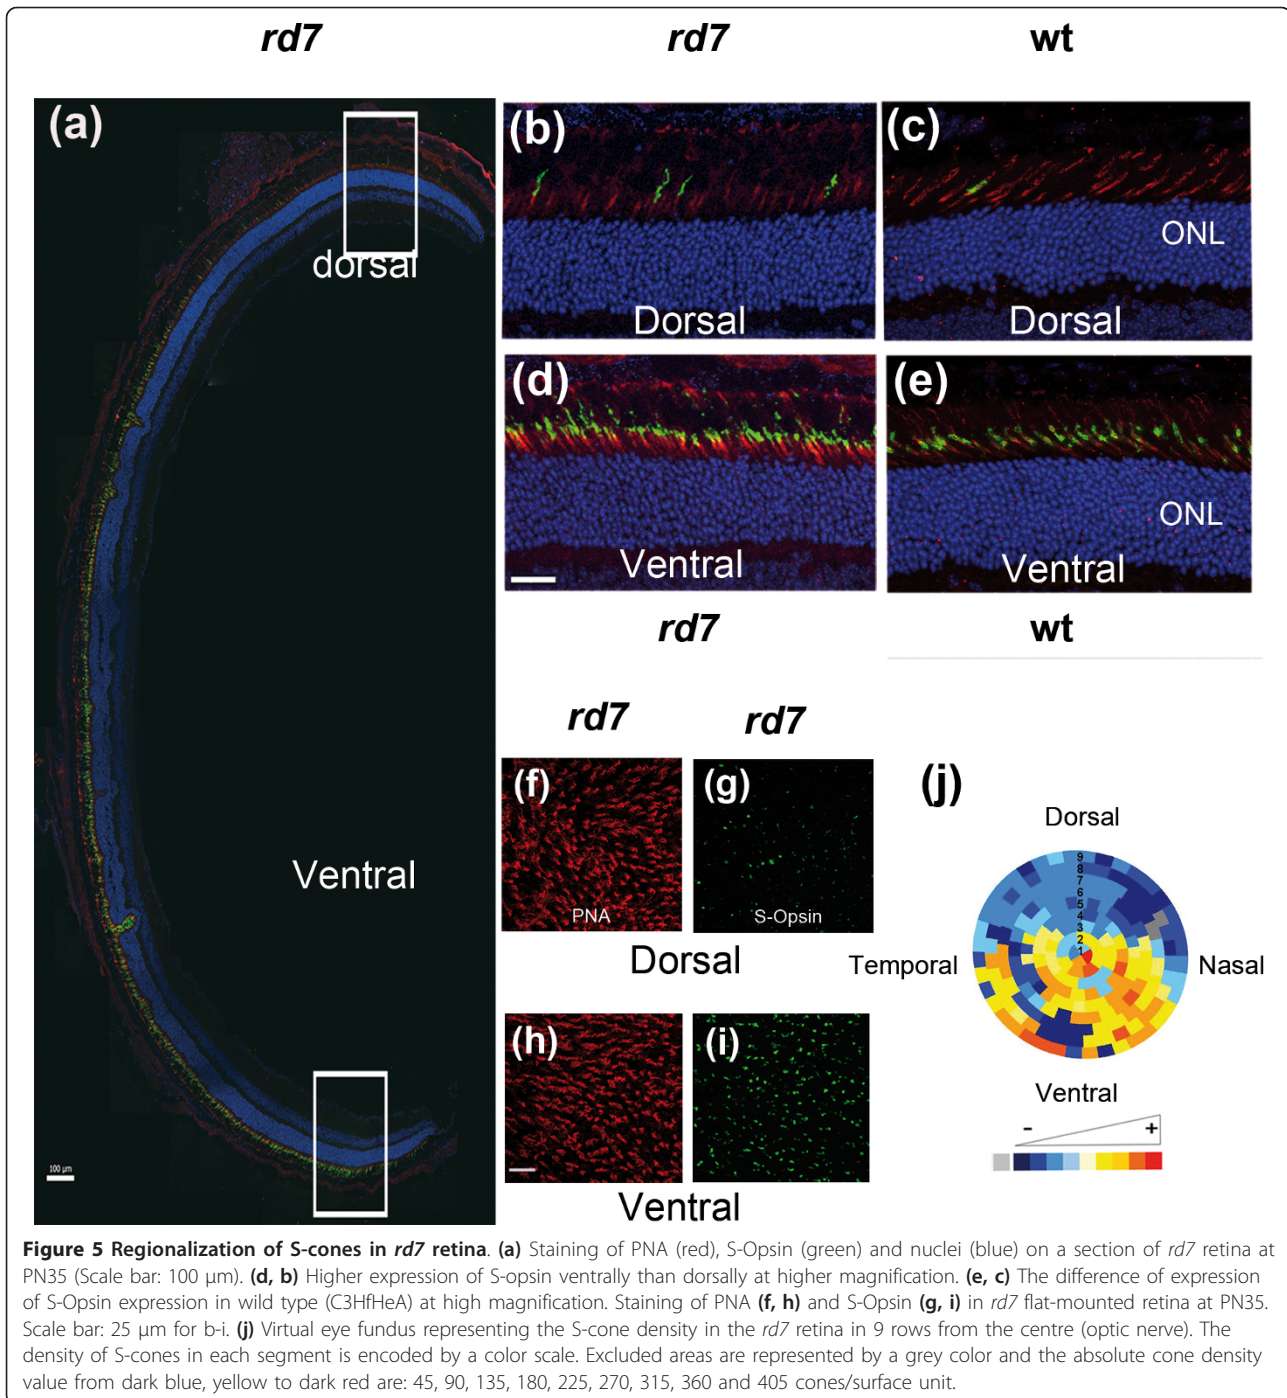 rd7
rd7
wt
(a)
dorsal
Ventral
100 µm
(b)
Dorsal
(c)
ONL
Dorsal
(d)
Ventral
(e)
ONL
Ventral
rd7
wt
rd7
rd7
(f)
PNA
(g)
S-Opsin
Dorsal
(h)
(i)
Ventral
(j)
Dorsal
9
8
7
6
5
4
3
2
1
Temporal
Nasal
Ventral
- +
Figure 5 Regionalization of S-cones in rd7 retina. (a) Staining of PNA (red), S-Opsin (green) and nuclei (blue) on a section of rd7 retina at
PN35 (Scale bar: 100 µm). (d, b) Higher expression of S-opsin ventrally than dorsally at higher magnification. (e, c) The difference of expression
of S-Opsin expression in wild type (C3HfHeA) at high magnification. Staining of PNA (f, h) and S-Opsin (g, i) in rd7 flat-mounted retina at PN35.
Scale bar: 25 µm for b-i. (j) Virtual eye fundus representing the S-cone density in the rd7 retina in 9 rows from the centre (optic nerve). The
density of S-cones in each segment is encoded by a color scale. Excluded areas are represented by a grey color and the absolute cone density
value from dark blue, yellow to dark red are: 45, 90, 135, 180, 225, 270, 315, 360 and 405 cones/surface unit.